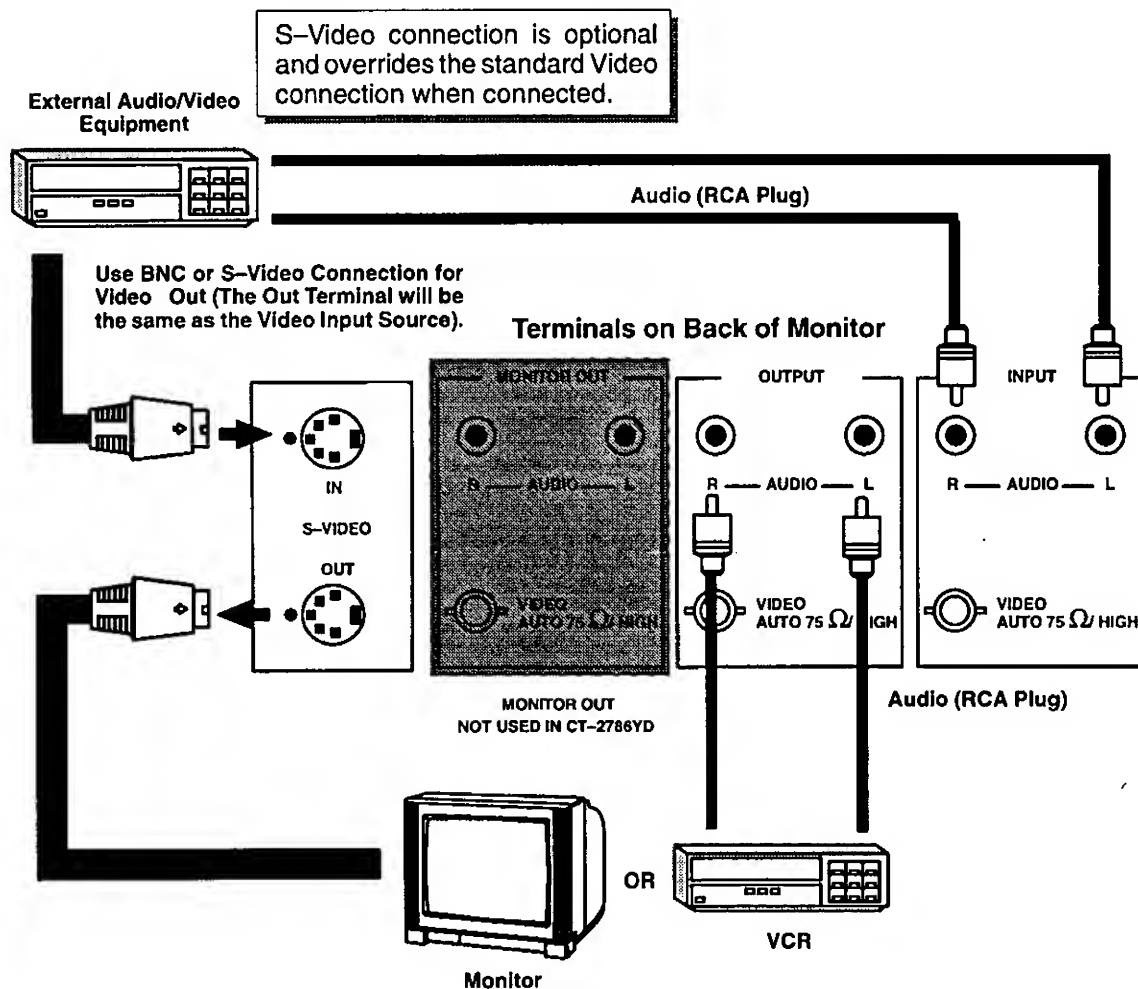 S–Video connection is optional
and overrides the standard Video
connection when connected.
External Audio/Video
Equipment
Audio (RCA Plug)
Use BNC or S–Video Connection for
Video Out (The Out Terminal will be
the same as the Video Input Source).
Terminals on Back of Monitor
MONITOR OUT
OUTPUT
INPUT
IN
S–VIDEO
OUT
R — AUDIO — L
R — AUDIO — L
R — AUDIO — L
VIDEO
AUTO 75 Ω/ HIGH
VIDEO
AUTO 75 Ω/ IGH
VIDEO
AUTO 75 Ω/ HIGH
MONITOR OUT
NOT USED IN CT–2786YD
Audio (RCA Plug)
OR
VCR
Monitor